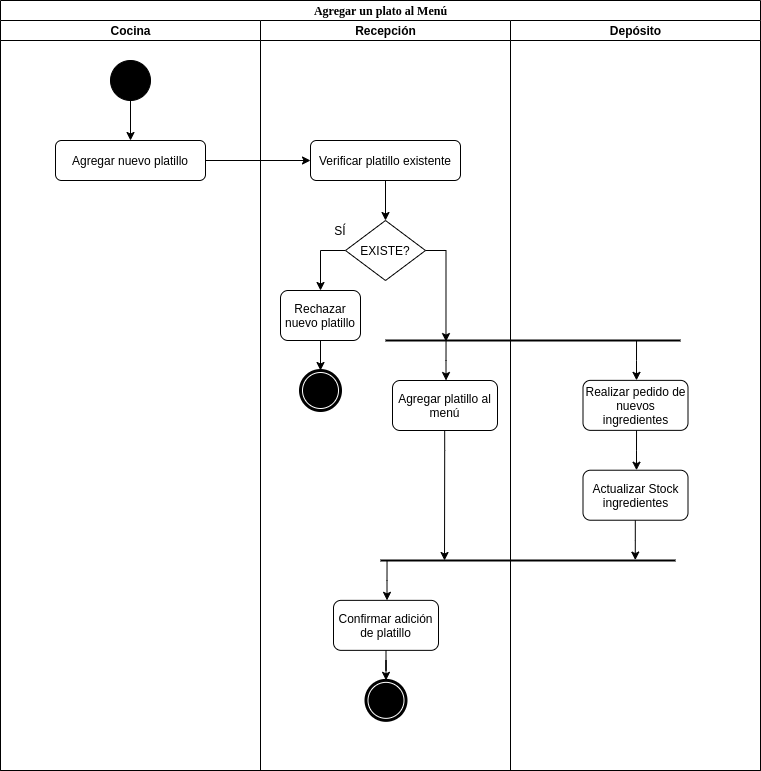 Agregar un plato al Menú
Cocina
Recepción
Depósito
Agregar nuevo platillo
Verificar platillo existente
SÍ
EXISTE?
Rechazar
nuevo platillo
Agregar platillo al
menú
Realizar pedido de
nuevos
ingredientes
Actualizar Stock
ingredientes
Confirmar adición
de platillo